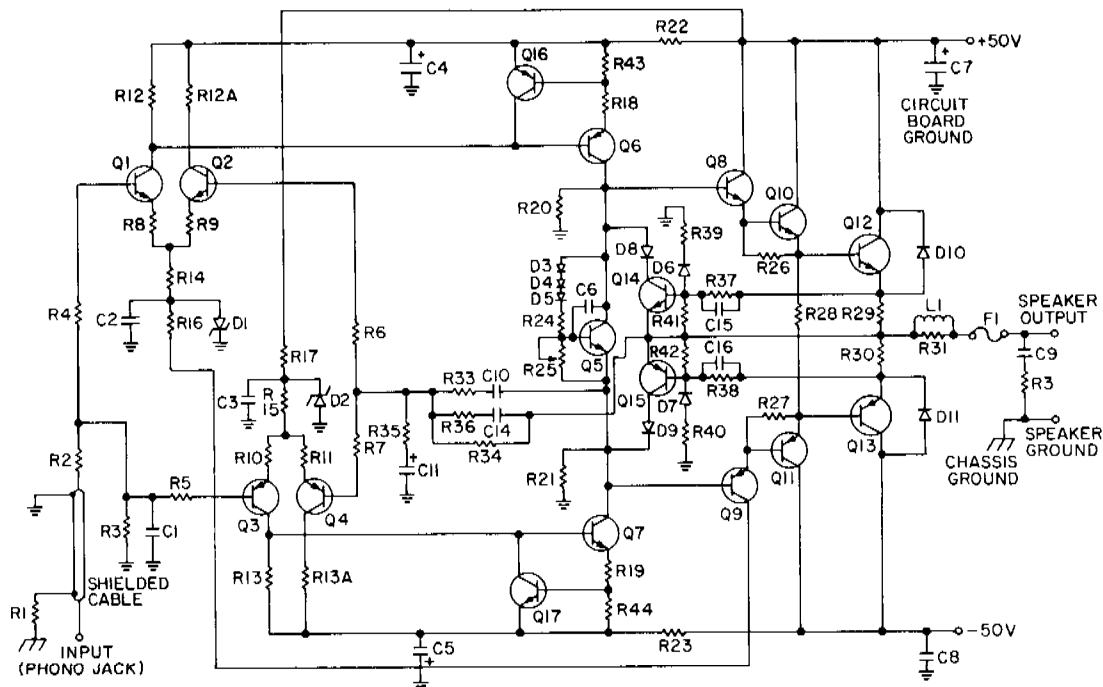 R22
+50V
Q16
R43
C4
C7
R12
R12A
R18
CIRCUIT
BOARD
GROUND
Q1
Q2
Q6
Q8
Q10
Q12
R20
R39
R8
R9
D8
D3
D4
D5
D6
R26
D10
R14
Q14
R37
C6
L1
SPEAKER
OUTPUT
R4
C2
R16
D1
R6
R24
R41
C15
R28
R29
F1
R17
R25
Q5
R42
C16
R30
R31
C9
C3
R
15
D2
R33
C10
Q15
D7
R38
R3
R35
R36
C14
R27
D11
R2
R10
R11
R7
C11
R34
D9
R40
Q13
SPEAKER
GROUND
CHASSIS
GROUND
R5
R21
Q11
R3
C1
Q3
Q4
Q9
Q7
SHIELDED
CABLE
R13
R13A
R19
Q17
R44
R1
R23
-50V
C5
C8
INPUT
(PHONO JACK)